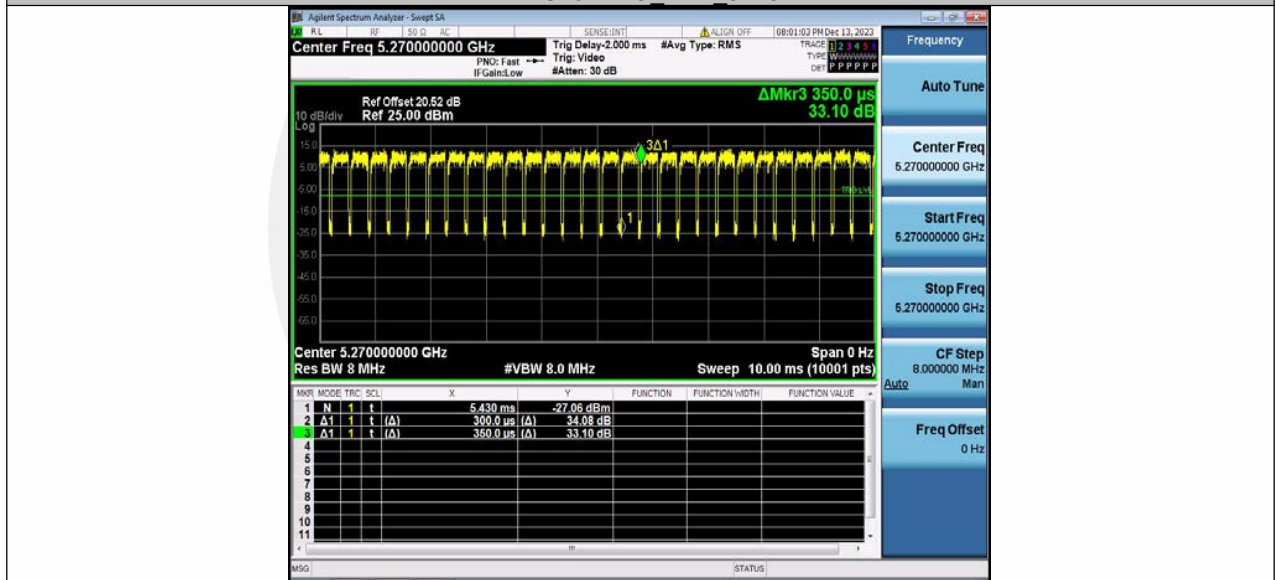 Agilent Spectrum Analyzer - Swept SA
RL RF 50 Ω AC SENSE:INT ALIGN OFF 08:01:03 PM Dec 13, 2023
Center Freq 5.270000000 GHz
PNO: Fast
IFGain:Low
Trig Delay-2.000 ms
Trig: Video
#Atten: 30 dB
#Avg Type: RMS
TRACE 1 2 3 4 5 6
TYPE WWWWWW
DET P P P P P P
Ref Offset 20.52 dB
10 dB/div Ref 25.00 dBm
Log
ΔMkr3 350.0 µs
33.10 dB
15.0
5.00
-5.00
-15.0
-25.0
-35.0
-45.0
-55.0
-65.0
3Δ1
TRIG LVL
1
Center 5.270000000 GHz Span 0 Hz
Res BW 8 MHz #VBW 8.0 MHz Sweep 10.00 ms (10001 pts)
MKR MODE TRC SCL X Y FUNCTION FUNCTION WIDTH FUNCTION VALUE
1 N 1 t 5.430 ms -27.06 dBm
2 Δ1 1 t (Δ) 300.0 µs (Δ) 34.08 dB
3 Δ1 1 t (Δ) 350.0 µs (Δ) 33.10 dB
4
5
6
7
8
9
10
11
MSG STATUS
Frequency
Auto Tune
Center Freq
5.270000000 GHz
Start Freq
5.270000000 GHz
Stop Freq
5.270000000 GHz
CF Step
8.000000 MHz
Auto Man
Freq Offset
0 Hz